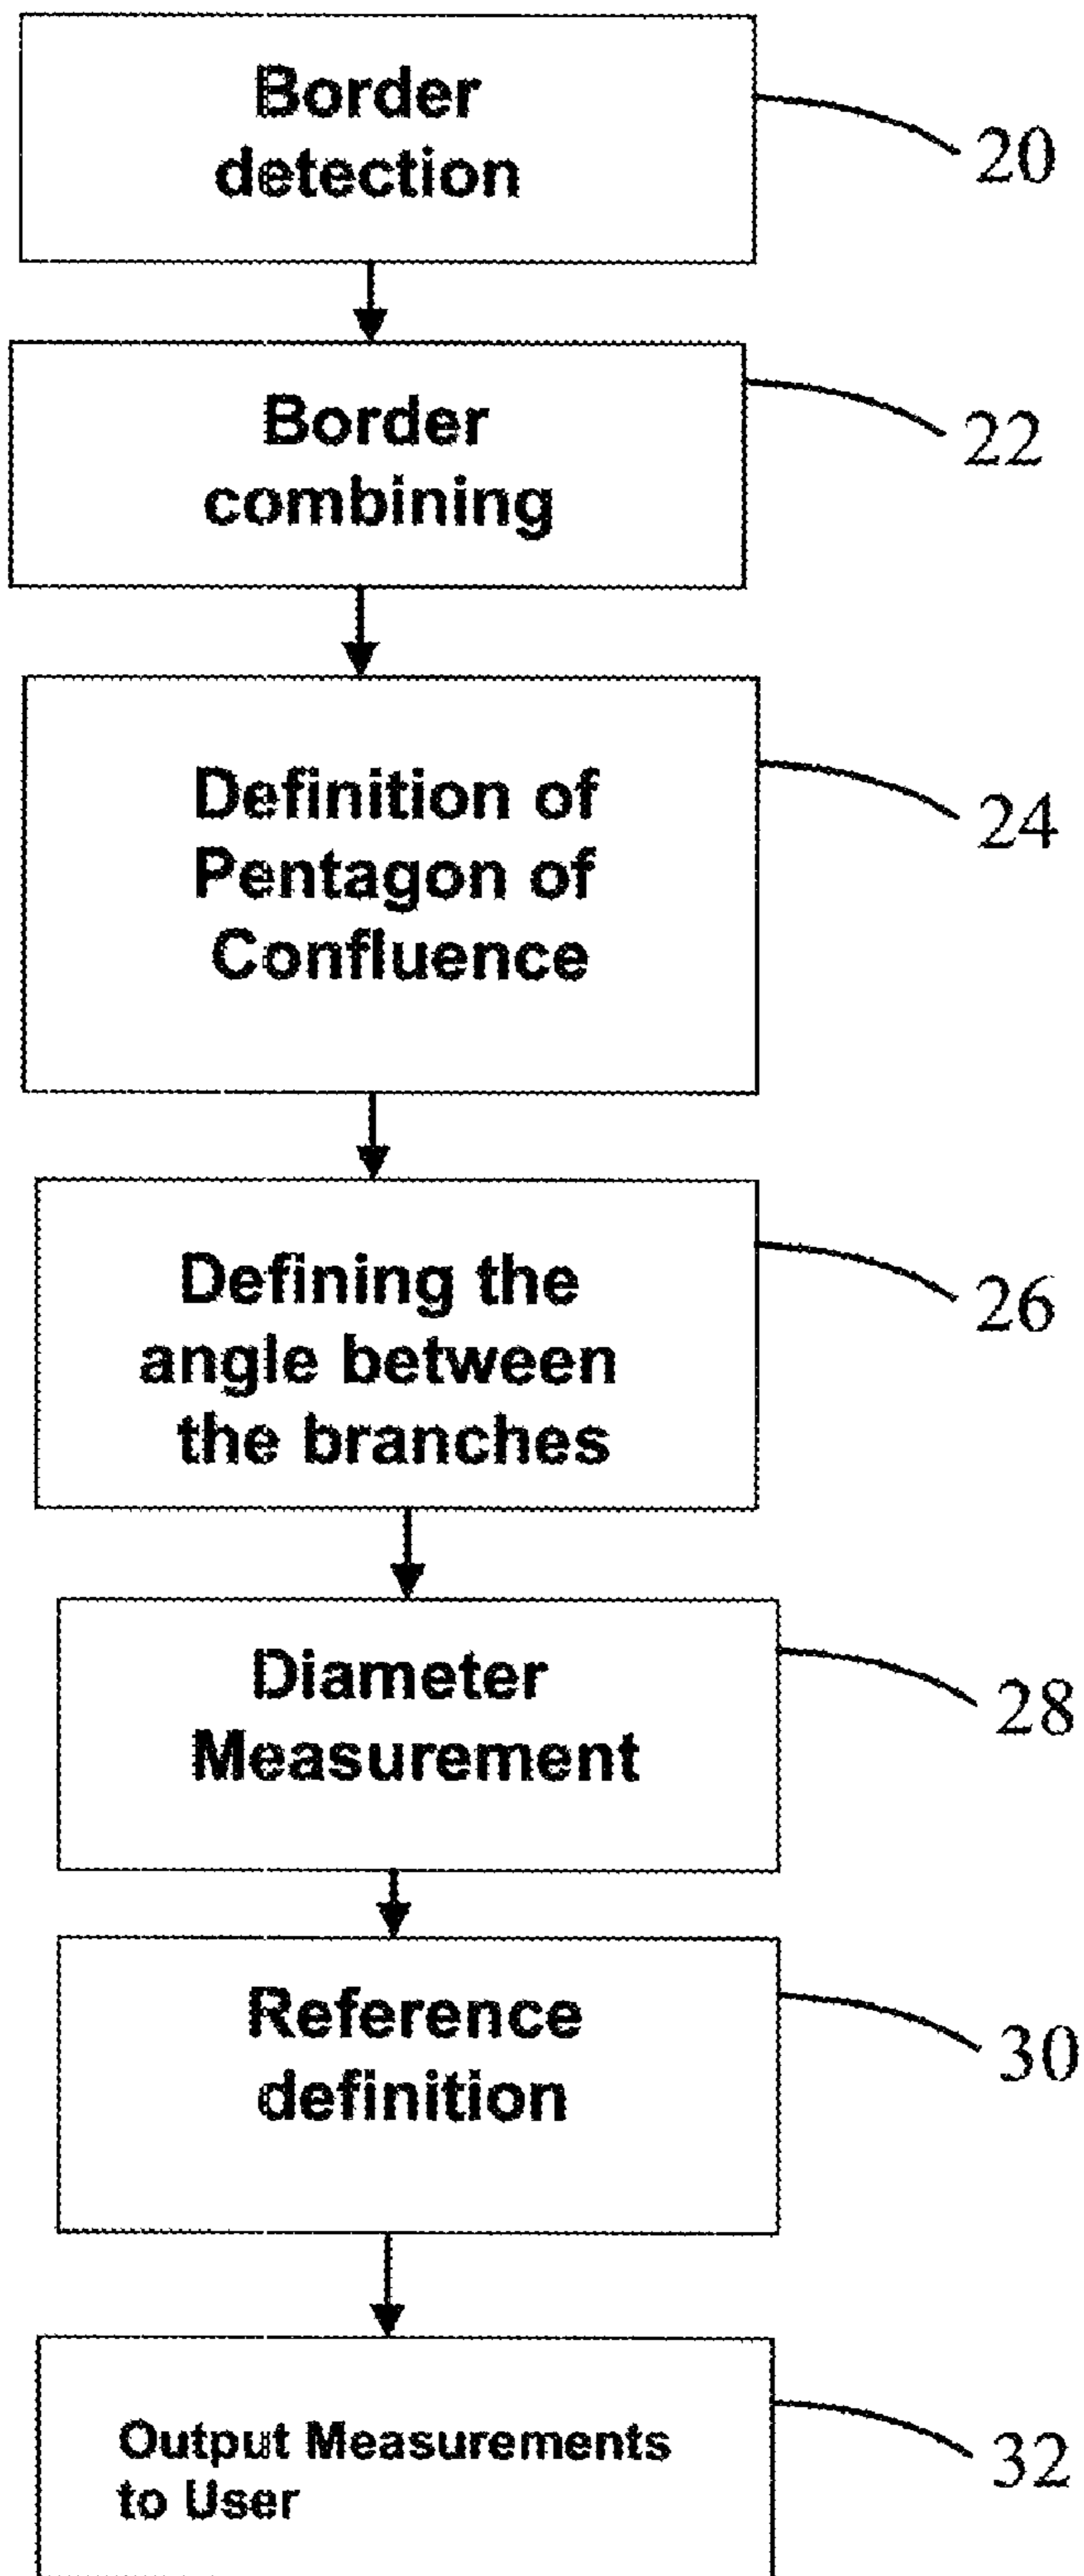 Border
detection
20
Border
combining
22
Definition of
Pentagon of
Confluence
24
Defining the
angle between
the branches
26
Diameter
Measurement
28
Reference
definition
30
Output Measurements
to User
32